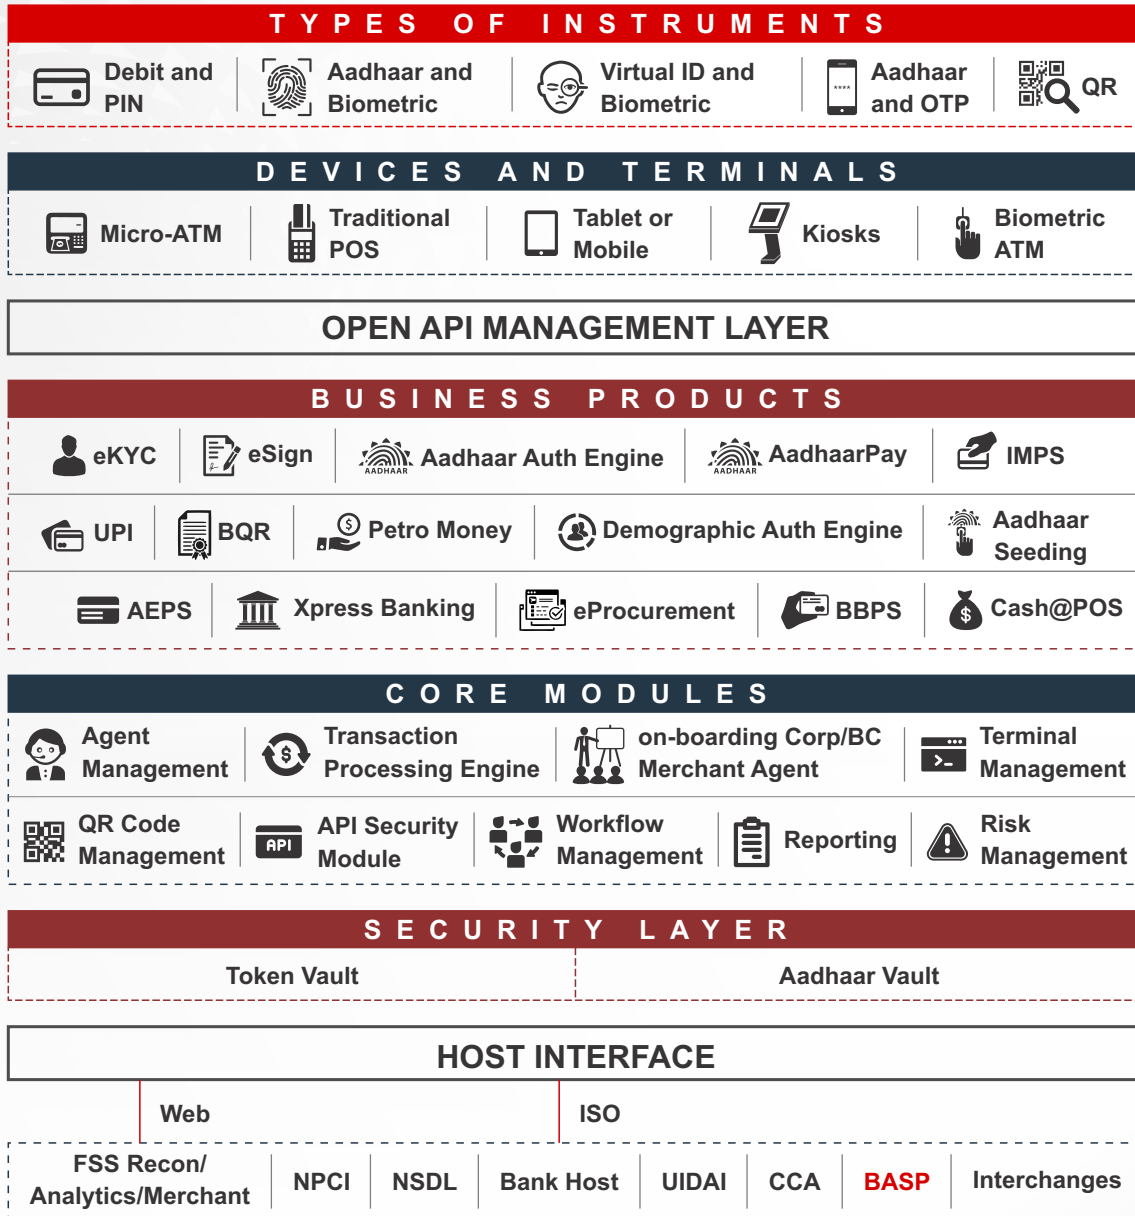 TYPES OF INSTRUMENTS
Debit and
PIN
Aadhaar and
Biometric
Virtual ID and
Biometric
****
Aadhaar
and OTP
QR
DEVICES AND TERMINALS
Micro-ATM
Traditional
POS
Tablet or
Mobile
Kiosks
Biometric
ATM
OPEN API MANAGEMENT LAYER
BUSINESS PRODUCTS
eKYC
eSign
AADHAAR
Aadhaar Auth Engine
AADHAAR
AadhaarPay
IMPS
UPI
BQR
$
Petro Money
Demographic Auth Engine
Aadhaar
Seeding
AEPS
Xpress Banking
eProcurement
BBPS
$
Cash@POS
CORE MODULES
Agent
Management
$
Transaction
Processing Engine
on-boarding Corp/BC
Merchant Agent
>_
Terminal
Management
QR Code
Management
API
API Security
Module
Workflow
Management
Reporting
Risk
Management
SECURITY LAYER
Token Vault
Aadhaar Vault
HOST INTERFACE
Web
ISO
FSS Recon/
Analytics/Merchant
NPCI
NSDL
Bank Host
UIDAI
CCA
BASP
Interchanges